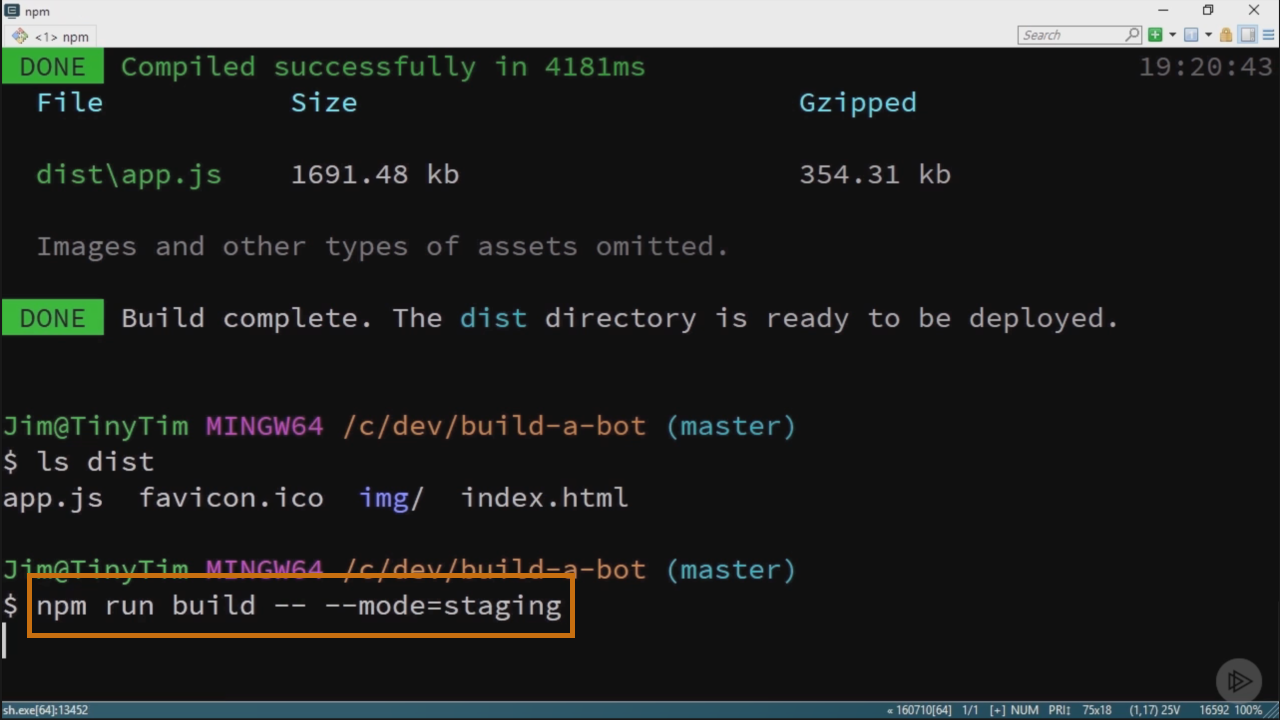 npm
<1> npm
Search
DONE Compiled successfully in 4181ms 19:20:43
File Size Gzipped
dist\app.js 1691.48 kb 354.31 kb
Images and other types of assets omitted.
DONE Build complete. The dist directory is ready to be deployed.
Jim@TinyTim MINGW64 /c/dev/build-a-bot (master)
$ ls dist
app.js favicon.ico img/ index.html
Jim@TinyTim MINGW64 /c/dev/build-a-bot (master)
$ npm run build -- --mode=staging
sh.exe[64]:13452 « 160710[64] 1/1 [+] NUM PRI↕ 75x18 (1,17) 25V 16592 100%